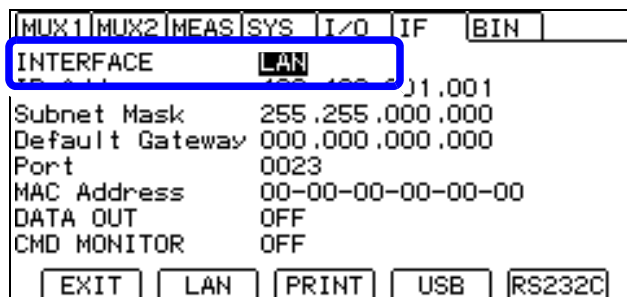 MUX1 MUX2 MEAS SYS I/O IF BIN
INTERFACE LAN
01.001
Subnet Mask 255.255.000.000
Default Gateway 000.000.000.000
Port 0023
MAC Address 00-00-00-00-00-00
DATA OUT OFF
CMD MONITOR OFF
EXIT LAN PRINT USB RS232C